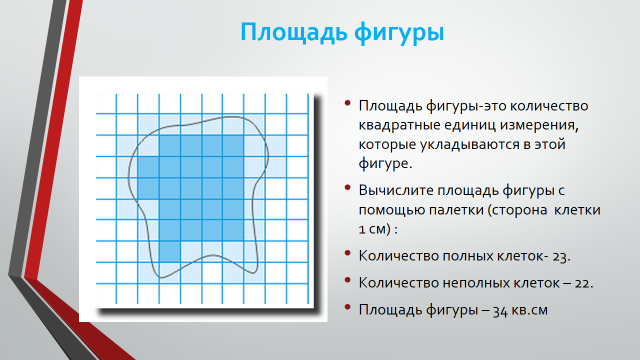 Площадь фигуры
Площадь фигуры-это количество
квадратные единиц измерения,
которые укладываются в этой
фигуре.
Вычислите площадь фигуры с
помощью палетки (сторона клетки
1 см) :
Количество полных клеток- 23.
Количество неполных клеток – 22.
Площадь фигуры – 34 кв.см